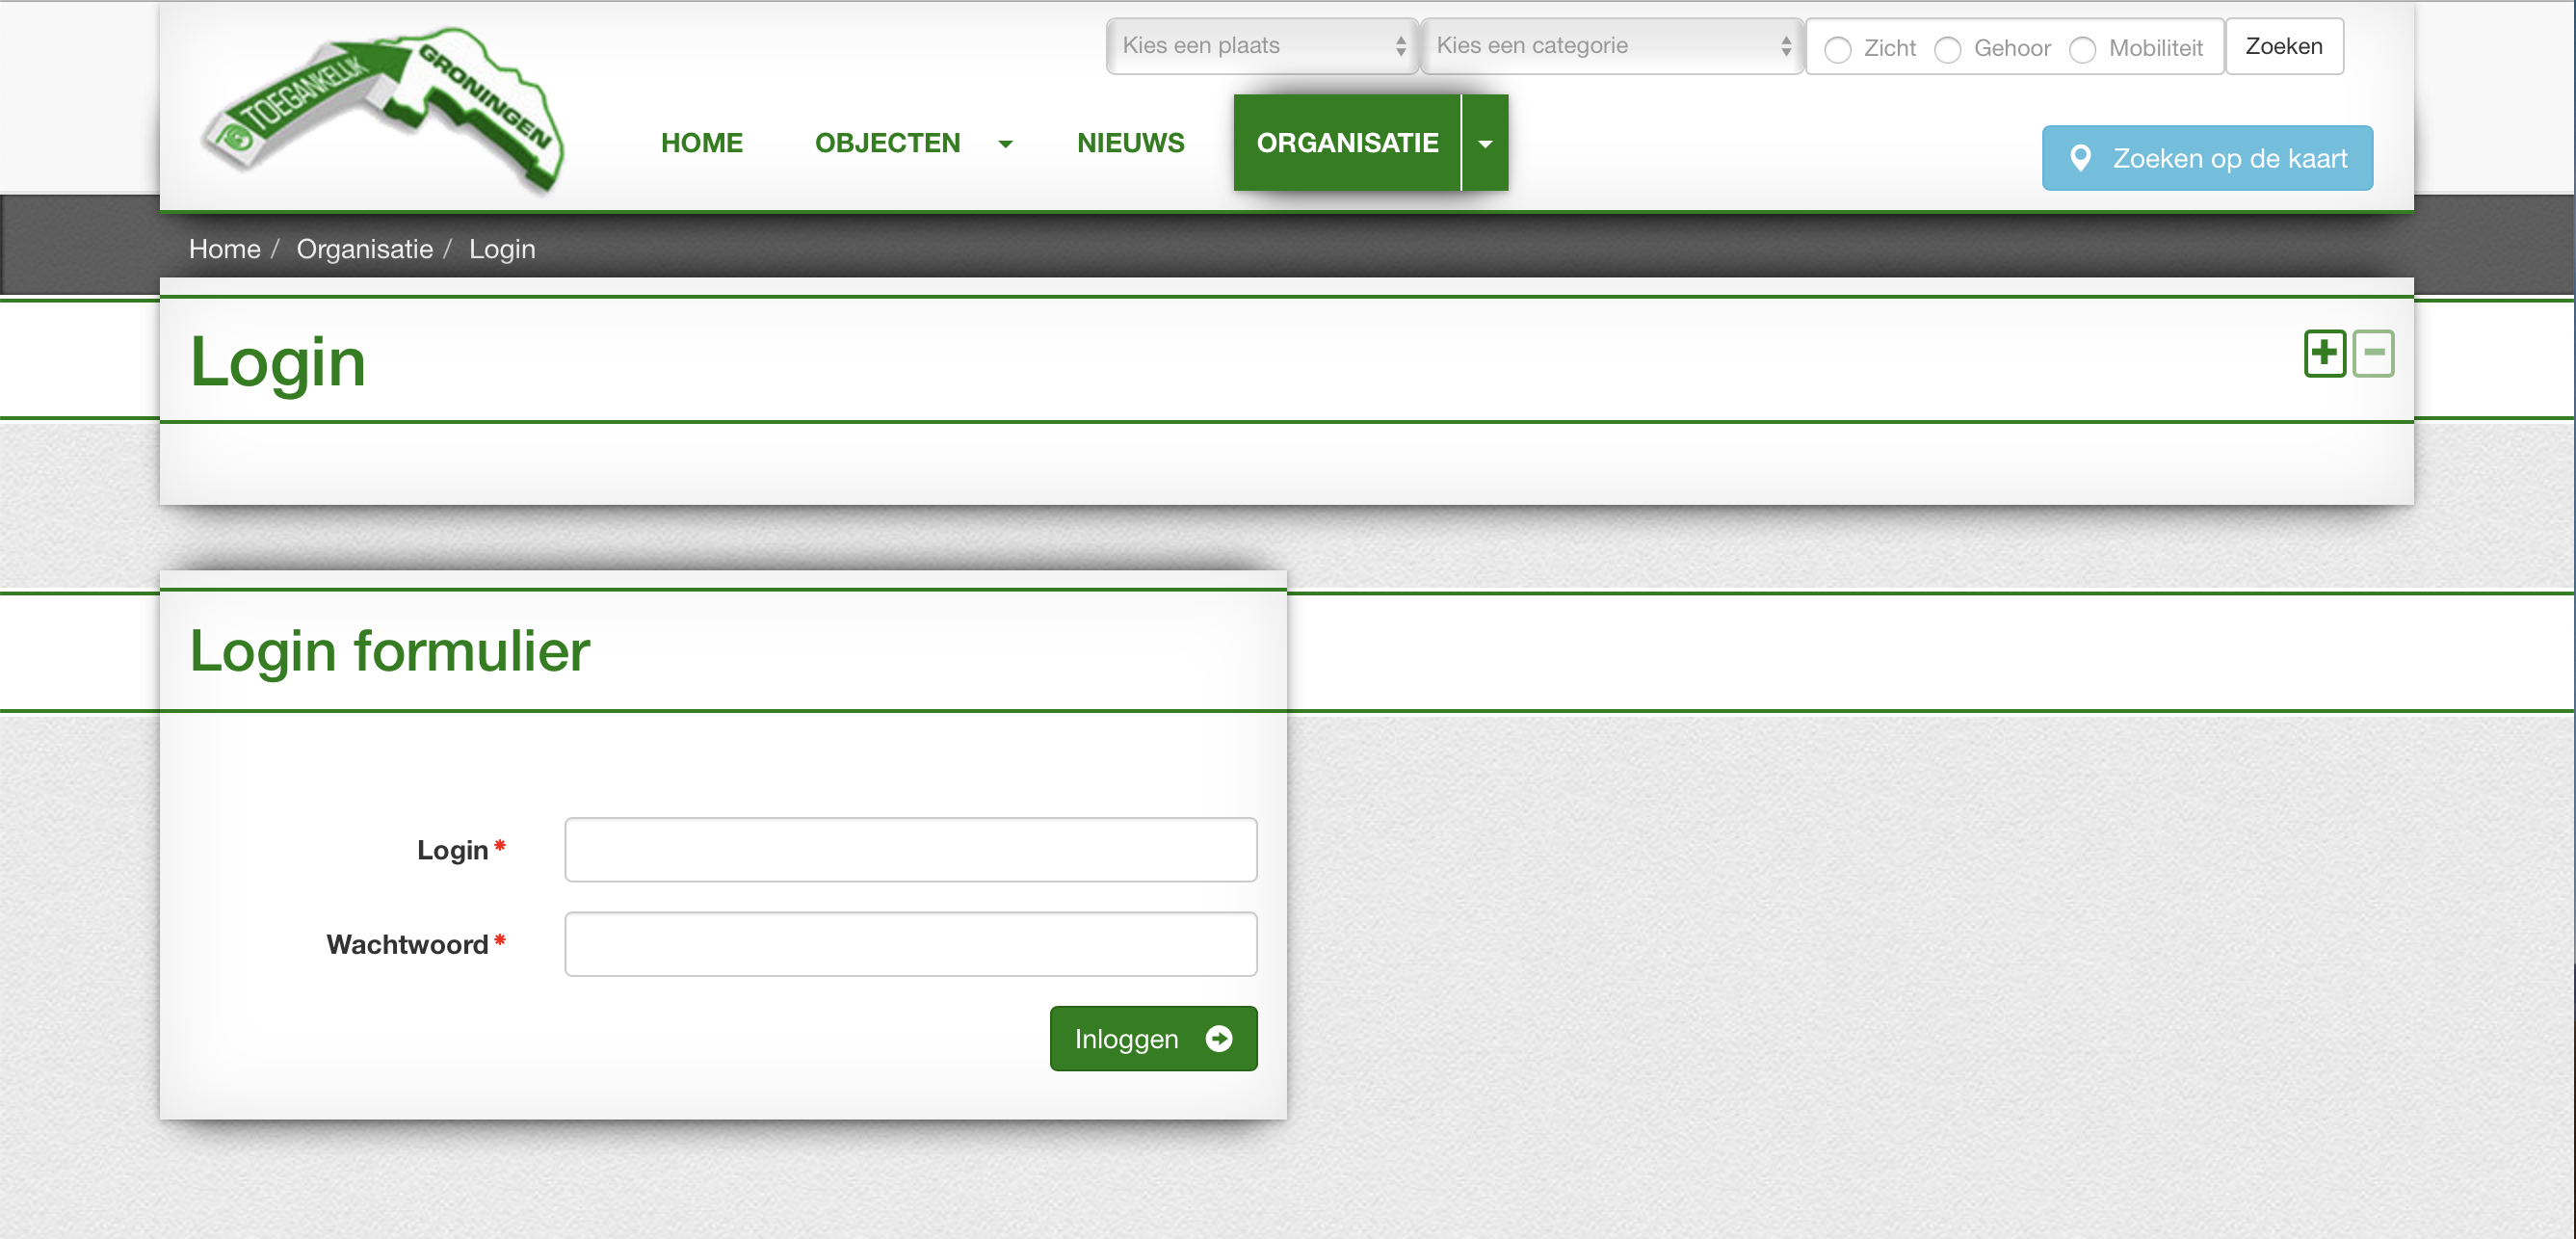 TOEGANKELIJK GRONINGEN
Kies een plaats Kies een categorie Zicht Gehoor Mobiliteit Zoeken
HOME OBJECTEN NIEUWS ORGANISATIE
Zoeken op de kaart
Home / Organisatie / Login
Login
Login formulier
Login *
Wachtwoord *
Inloggen